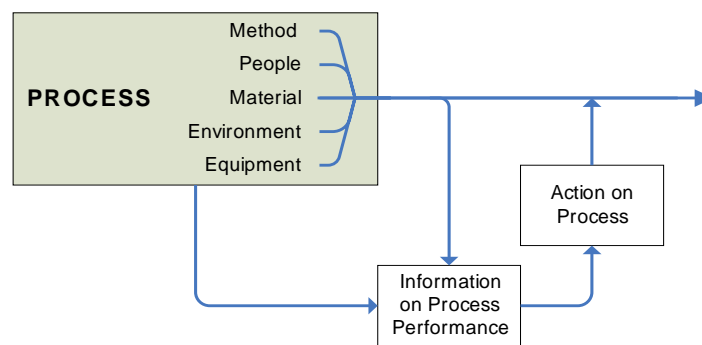 PROCESS
Method
People
Material
Environment
Equipment
Action on
Process
Information
on Process
Performance